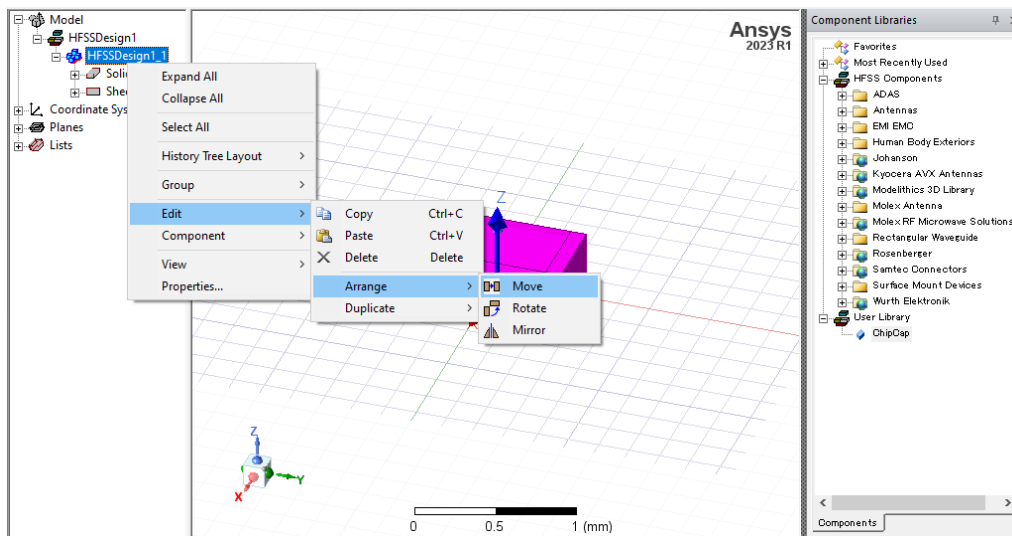 Model
HFSSDesign1
HFSSDesign1_1
Soli
She
Coordinate Sys
Planes
Lists
Expand All
Collapse All
Select All
History Tree Layout
Group
Edit
Component
View
Properties...
Copy Ctrl+C
Paste Ctrl+V
Delete Delete
Arrange
Duplicate
Move
Rotate
Mirror
Ansys
2023 R1
Z
Z
Y
X
0 0.5 1 (mm)
Component Libraries
Favorites
Most Recently Used
HFSS Components
ADAS
Antennas
EMI EMC
Human Body Exteriors
Johanson
Kyocera AVX Antennas
Modelithics 3D Library
Molex Antenna
Molex RF Microwave Solutions
Rectangular Waveguide
Rosenberger
Samtec Connectors
Surface Mount Devices
Wurth Elektronik
User Library
ChipCap
Components